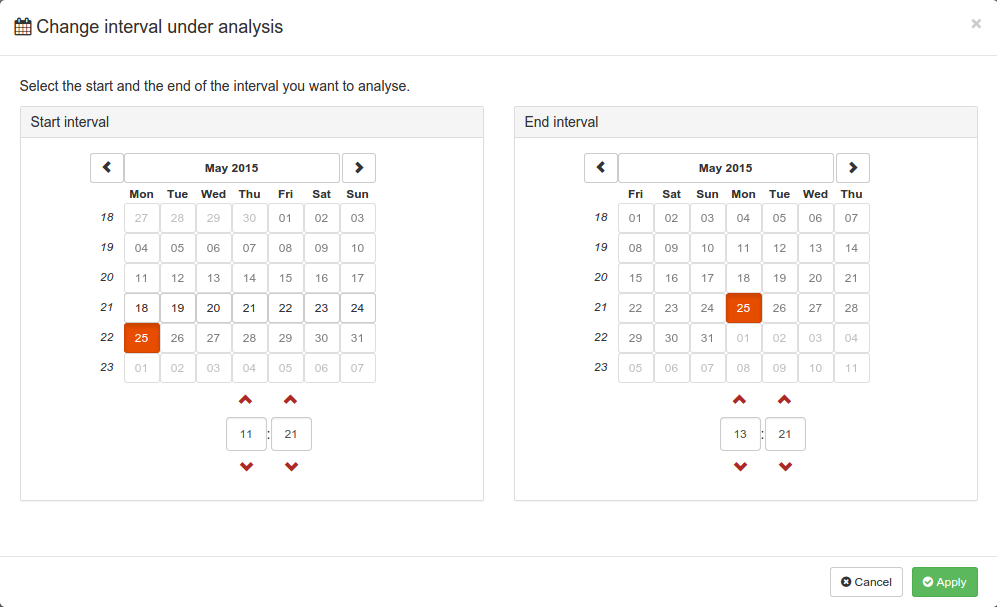 Change interval under analysis ×
Select the start and the end of the interval you want to analyse.
Start interval
May 2015
Mon Tue Wed Thu Fri Sat Sun
18 27 28 29 30 01 02 03
19 04 05 06 07 08 09 10
20 11 12 13 14 15 16 17
21 18 19 20 21 22 23 24
22 25 26 27 28 29 30 31
23 01 02 03 04 05 06 07
11 : 21
End interval
May 2015
Fri Sat Sun Mon Tue Wed Thu
18 01 02 03 04 05 06 07
19 08 09 10 11 12 13 14
20 15 16 17 18 19 20 21
21 22 23 24 25 26 27 28
22 29 30 31 01 02 03 04
23 05 06 07 08 09 10 11
13 : 21
Cancel Apply